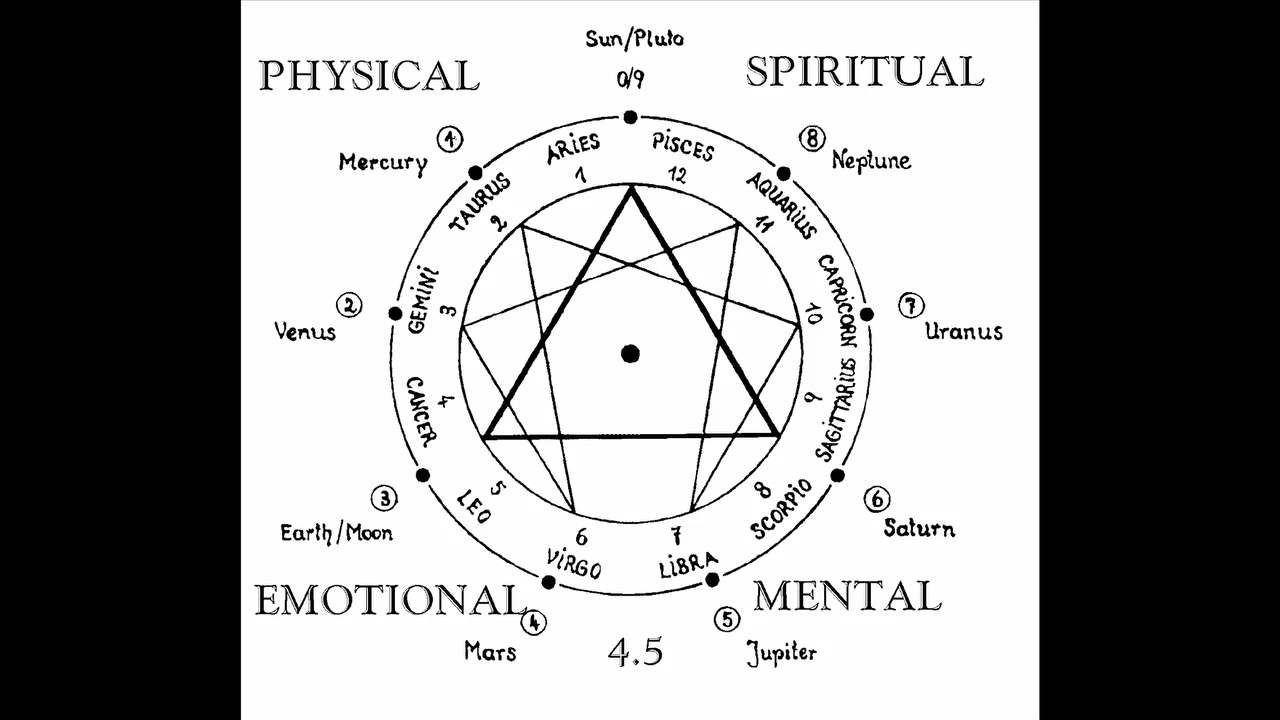 Sun/Pluto
PHYSICAL
SPIRITUAL
0/9
1
8
Mercury
Neptune
ARiES
PiSCES
1
12
TAURUS
AQUARiUS
2
11
GEMiNi
CAPRiCORN
3
10
2
7
Venus
Uranus
CANCER
SAGiTTARiUS
4
9
3
6
Earth/Moon
Saturn
LEO
SCORPiO
5
8
6
7
ViRGO
LiBRA
EMOTIONAL
MENTAL
4
5
Mars
4.5
Jupiter